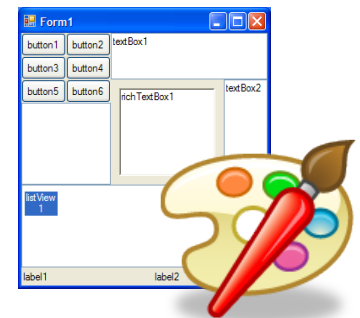 Form1
button1 button2 textBox1
button3 button4
button5 button6 textBox2
richTextBox1
listView
1
label1 label2